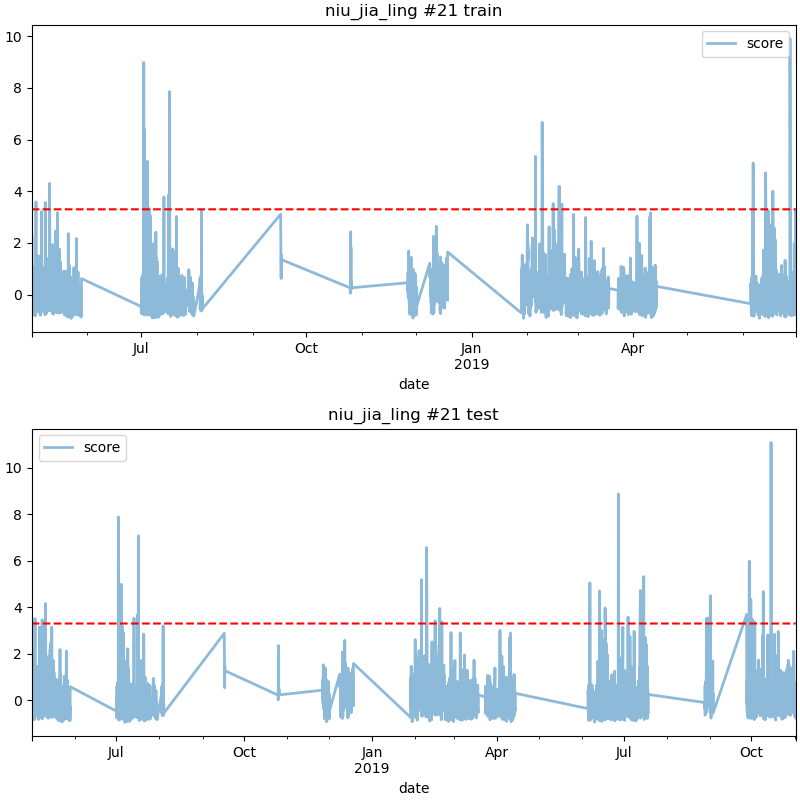 niu_jia_ling #21 train
score
10
8
6
4
2
0
Jul
Oct
Jan
2019
Apr
date
niu_jia_ling #21 test
score
10
8
6
4
2
0
Jul
Oct
Jan
2019
Apr
Jul
Oct
date